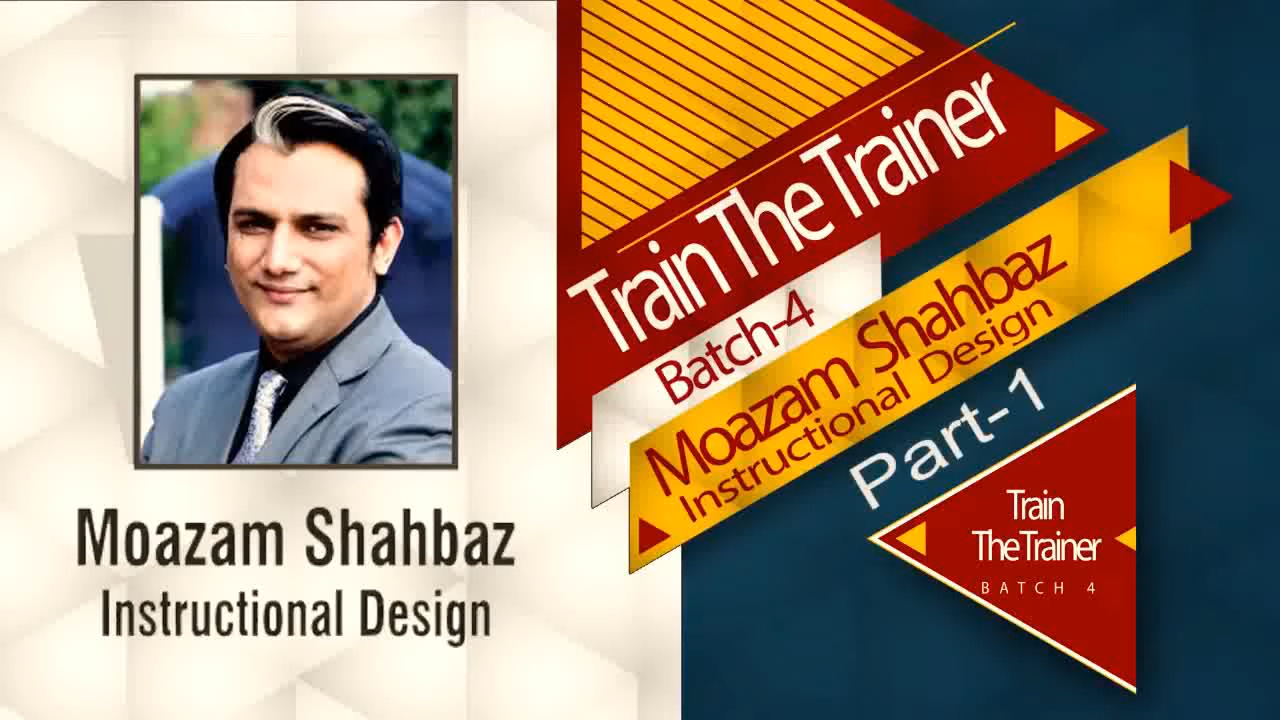 Moazam Shahbaz
Instructional Design
Train The Trainer
Batch-4
Moazam Shahbaz
Instructional Design
Part-1
Train
The Trainer
BATCH 4